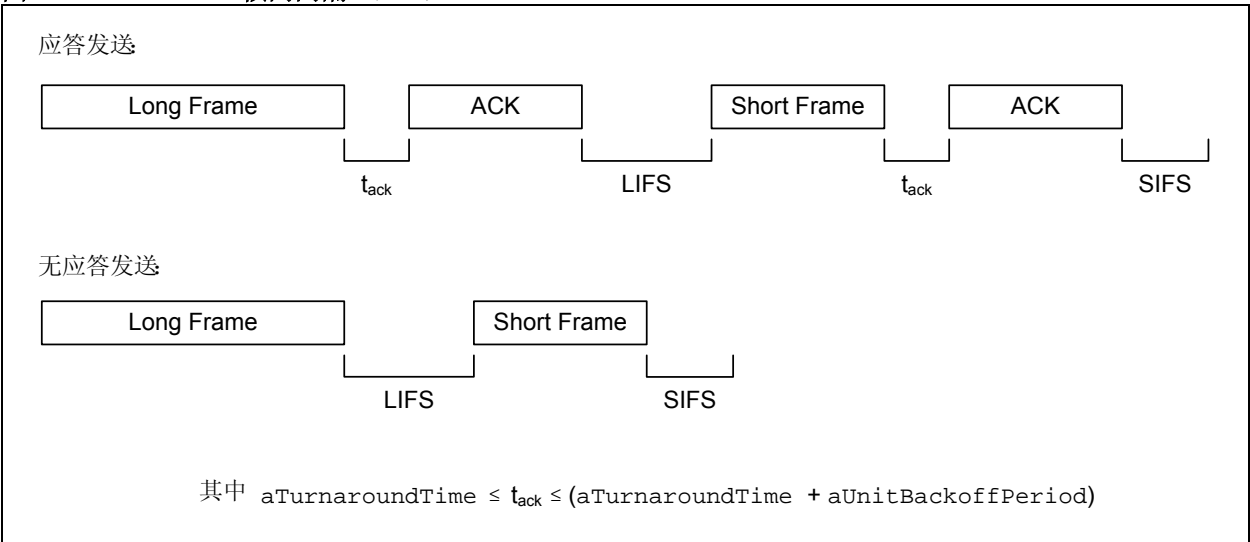 应答发送:
Long Frame ACK Short Frame ACK
tack LIFS tack SIFS
无应答发送:
Long Frame Short Frame
LIFS SIFS
其中 aTurnaroundTime ≤ tack ≤ (aTurnaroundTime + aUnitBackoffPeriod)